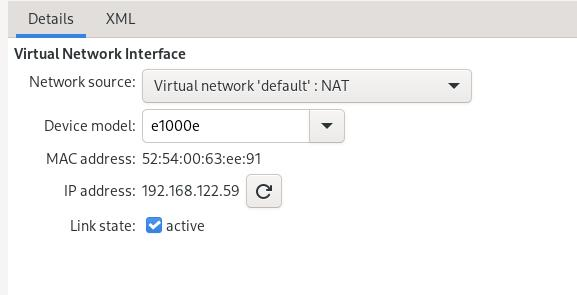 Details XML
Virtual Network Interface
Network source: Virtual network 'default' : NAT
Device model: e1000e
MAC address: 52:54:00:63:ee:91
IP address: 192.168.122.59
Link state: active